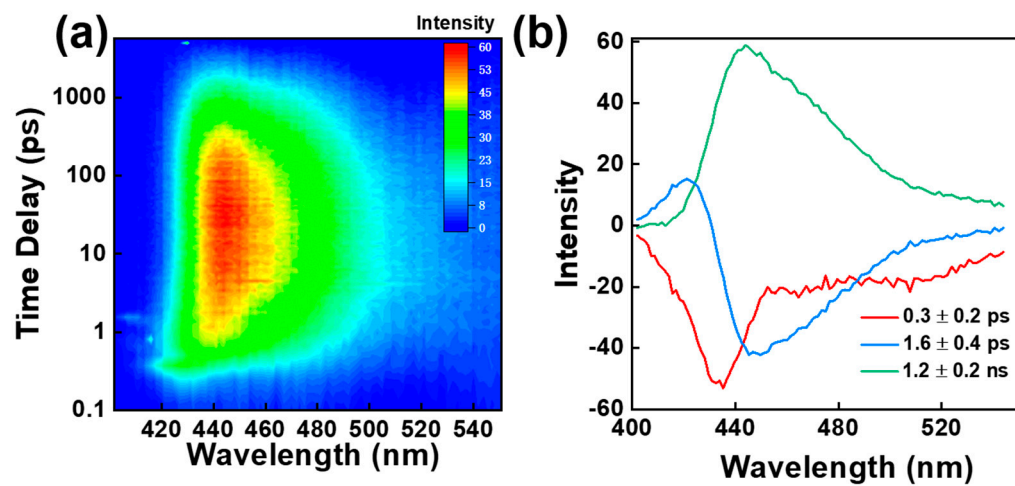 (a)
Intensity
60
53
45
38
30
23
15
8
0
Time Delay (ps)
1000
100
10
1
0.1
420 440 460 480 500 520 540
Wavelength (nm)
(b)
Intensity
60
40
20
0
-20
-40
-60
0.3 ± 0.2 ps
1.6 ± 0.4 ps
1.2 ± 0.2 ns
400 440 480 520
Wavelength (nm)